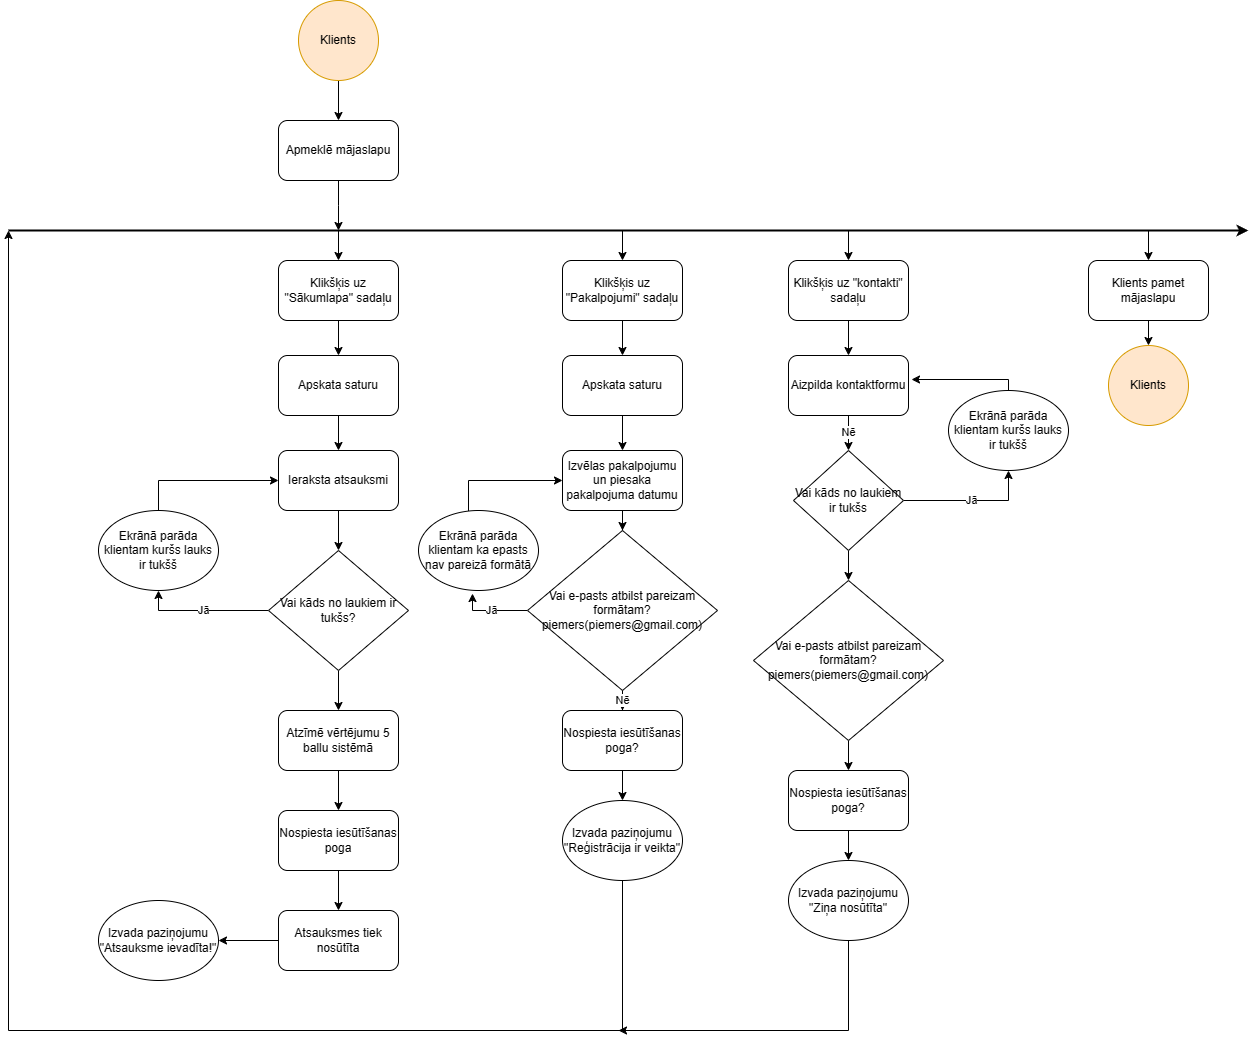 Klients
Apmeklē mājaslapu
Klikšķis uz
"Sākumlapa" sadaļu
Apskata saturu
Ieraksta atsauksmi
Ekrānā parāda
klientam kuršs lauks
ir tukšš
Jā
Vai kāds no laukiem ir
tukšs?
Atzīmē vērtējumu 5
ballu sistēmā
Nospiesta iesūtīšanas
poga
Atsauksmes tiek
nosūtīta
Izvada paziņojumu
"Atsauksme ievadīta!"
Klikšķis uz
"Pakalpojumi" sadaļu
Apskata saturu
Izvēlas pakalpojumu
un piesaka
pakalpojuma datumu
Ekrānā parāda
klientam ka epasts
nav pareizā formātā
Jā
Vai e-pasts atbilst pareizam
formātam?
piemers(piemers@gmail.com)
Nē
Nospiesta iesūtīšanas
poga?
Izvada paziņojumu
"Reģistrācija ir veikta"
Klikšķis uz "kontakti"
sadaļu
Aizpilda kontaktformu
Nē
Ekrānā parāda
klientam kuršs lauks
ir tukšš
Vai kāds no laukiem
ir tukšs
Jā
Vai e-pasts atbilst pareizam
formātam?
piemers(piemers@gmail.com)
Nospiesta iesūtīšanas
poga?
Izvada paziņojumu
"Ziņa nosūtīta"
Klients pamet
mājaslapu
Klients